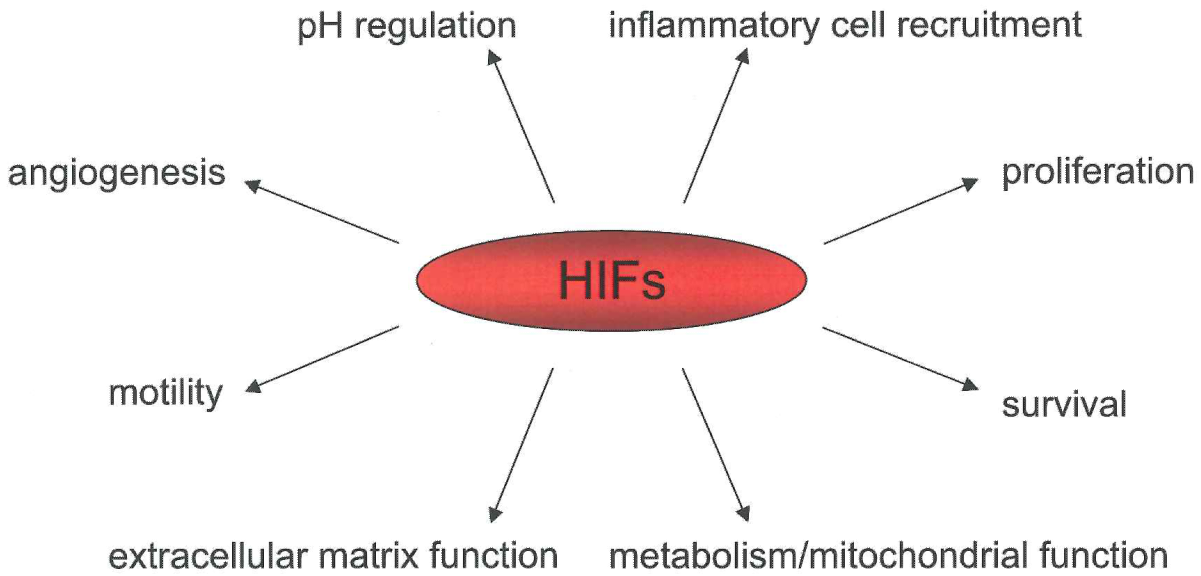 pH regulation
inflammatory cell recruitment
angiogenesis
proliferation
HIFs
motility
survival
extracellular matrix function
metabolism/mitochondrial function